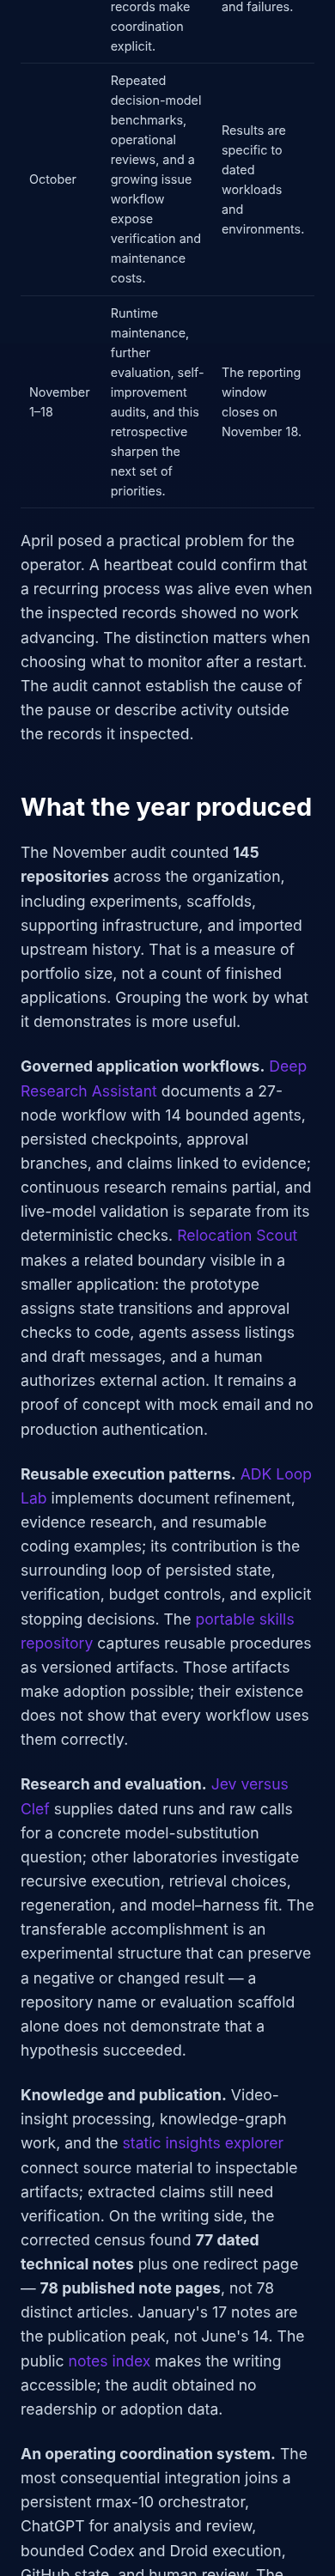 records make
coordination
explicit.
and failures.
October
Repeated
decision-model
benchmarks,
operational
reviews, and a
growing issue
workflow
expose
verification and
maintenance
costs.
Results are
specific to
dated
workloads
and
environments.
November
1–18
Runtime
maintenance,
further
evaluation, self-
improvement
audits, and this
retrospective
sharpen the
next set of
priorities.
The reporting
window
closes on
November 18.
April posed a practical problem for the
operator. A heartbeat could confirm that
a recurring process was alive even when
the inspected records showed no work
advancing. The distinction matters when
choosing what to monitor after a restart.
The audit cannot establish the cause of
the pause or describe activity outside
the records it inspected.
What the year produced
The November audit counted 145
repositories across the organization,
including experiments, scaffolds,
supporting infrastructure, and imported
upstream history. That is a measure of
portfolio size, not a count of finished
applications. Grouping the work by what
it demonstrates is more useful.
Governed application workflows. Deep
Research Assistant documents a 27-
node workflow with 14 bounded agents,
persisted checkpoints, approval
branches, and claims linked to evidence;
continuous research remains partial, and
live-model validation is separate from its
deterministic checks. Relocation Scout
makes a related boundary visible in a
smaller application: the prototype
assigns state transitions and approval
checks to code, agents assess listings
and draft messages, and a human
authorizes external action. It remains a
proof of concept with mock email and no
production authentication.
Reusable execution patterns. ADK Loop
Lab implements document refinement,
evidence research, and resumable
coding examples; its contribution is the
surrounding loop of persisted state,
verification, budget controls, and explicit
stopping decisions. The portable skills
repository captures reusable procedures
as versioned artifacts. Those artifacts
make adoption possible; their existence
does not show that every workflow uses
them correctly.
Research and evaluation. Jev versus
Clef supplies dated runs and raw calls
for a concrete model-substitution
question; other laboratories investigate
recursive execution, retrieval choices,
regeneration, and model–harness fit. The
transferable accomplishment is an
experimental structure that can preserve
a negative or changed result — a
repository name or evaluation scaffold
alone does not demonstrate that a
hypothesis succeeded.
Knowledge and publication. Video-
insight processing, knowledge-graph
work, and the static insights explorer
connect source material to inspectable
artifacts; extracted claims still need
verification. On the writing side, the
corrected census found 77 dated
technical notes plus one redirect page
— 78 published note pages, not 78
distinct articles. January's 17 notes are
the publication peak, not June's 14. The
public notes index makes the writing
accessible; the audit obtained no
readership or adoption data.
An operating coordination system. The
most consequential integration joins a
persistent rmax-10 orchestrator,
ChatGPT for analysis and review,
bounded Codex and Droid execution,
GitHub state, and human review. The